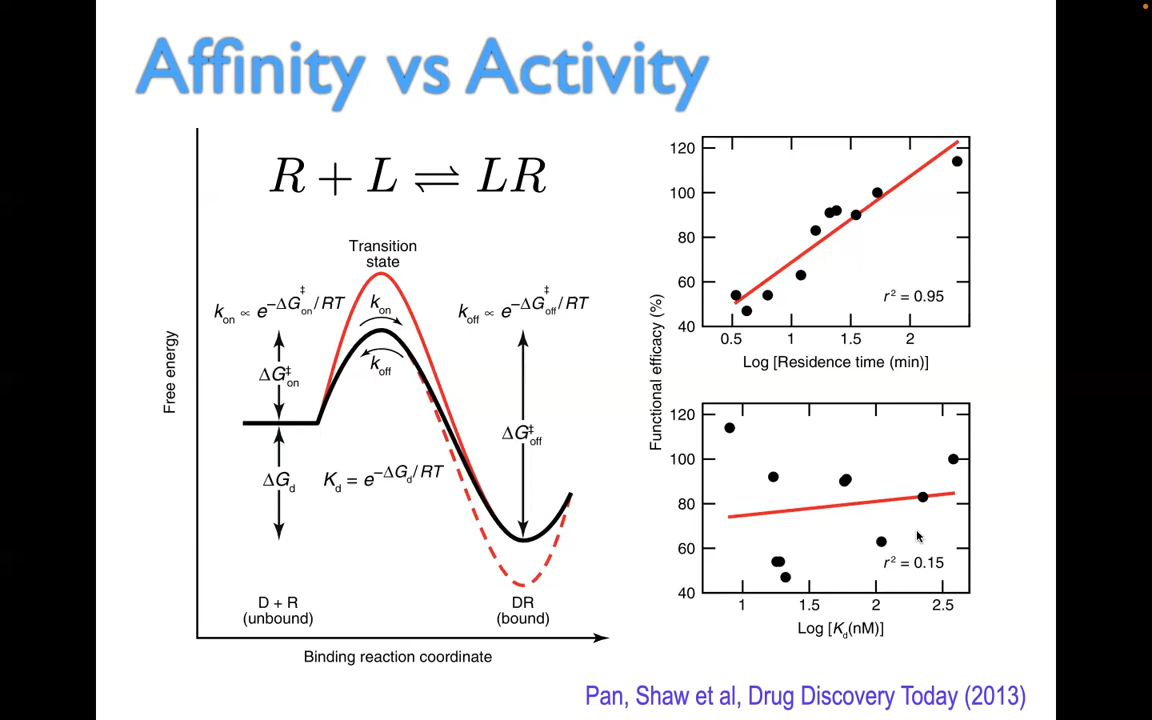 Affinity vs Activity
R + L ⇌ LR
Transition
state
k_on ∝ e^−ΔG‡_on/RT
k_on
k_off
k_off ∝ e^−ΔG‡_off/RT
ΔG‡_on
ΔG‡_off
ΔG_d
K_d = e^−ΔG_d/RT
Free energy
D + R
(unbound)
DR
(bound)
Binding reaction coordinate
Functional efficacy (%)
120
100
80
60
40
r² = 0.95
0.5
1
1.5
2
Log [Residence time (min)]
120
100
80
60
40
r² = 0.15
1
1.5
2
2.5
Log [K_d(nM)]
Pan, Shaw et al, Drug Discovery Today (2013)